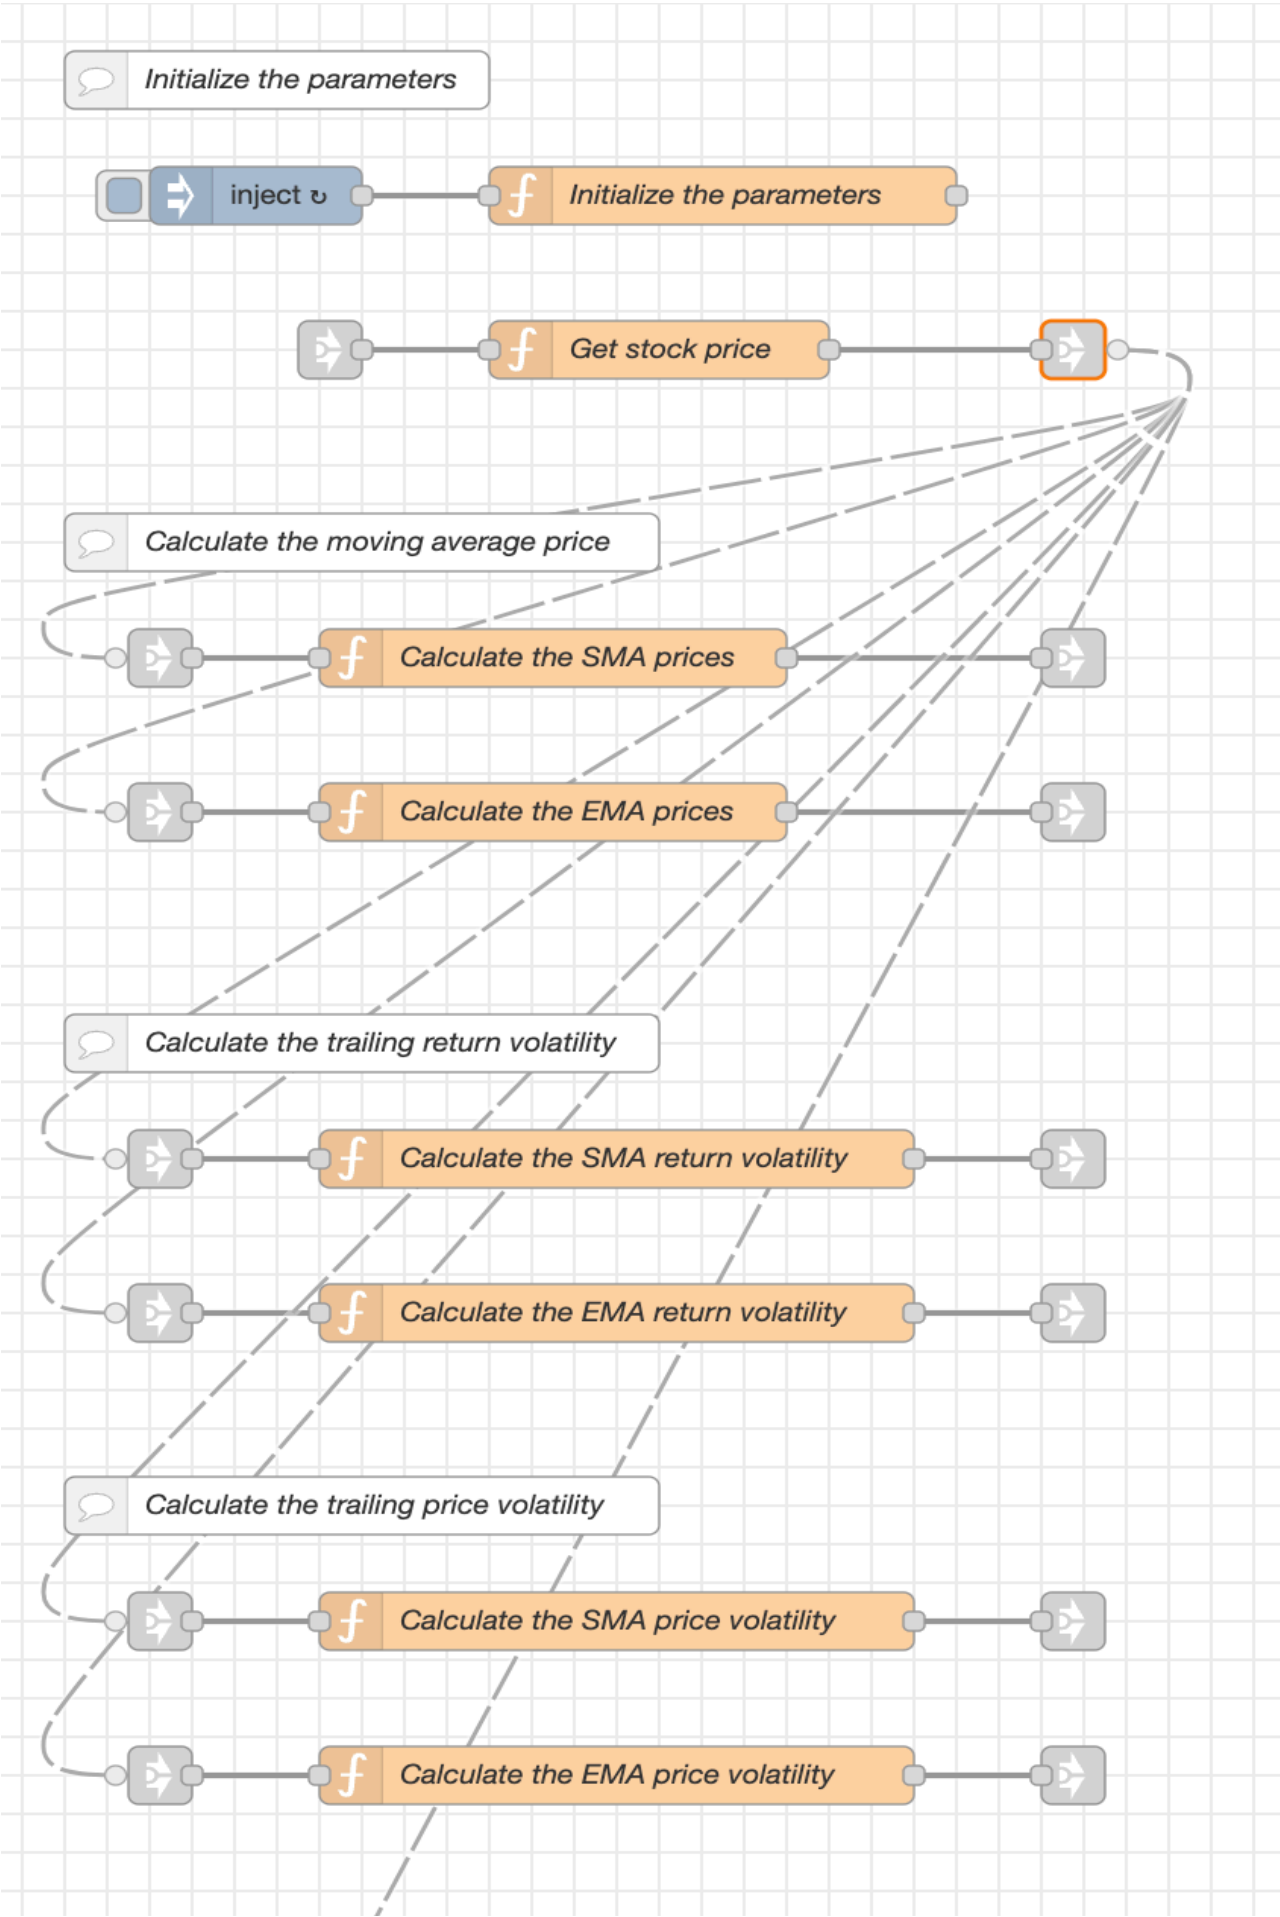 Initialize the parameters
inject ↻
Initialize the parameters
Get stock price
Calculate the moving average price
Calculate the SMA prices
Calculate the EMA prices
Calculate the trailing return volatility
Calculate the SMA return volatility
Calculate the EMA return volatility
Calculate the trailing price volatility
Calculate the SMA price volatility
Calculate the EMA price volatility